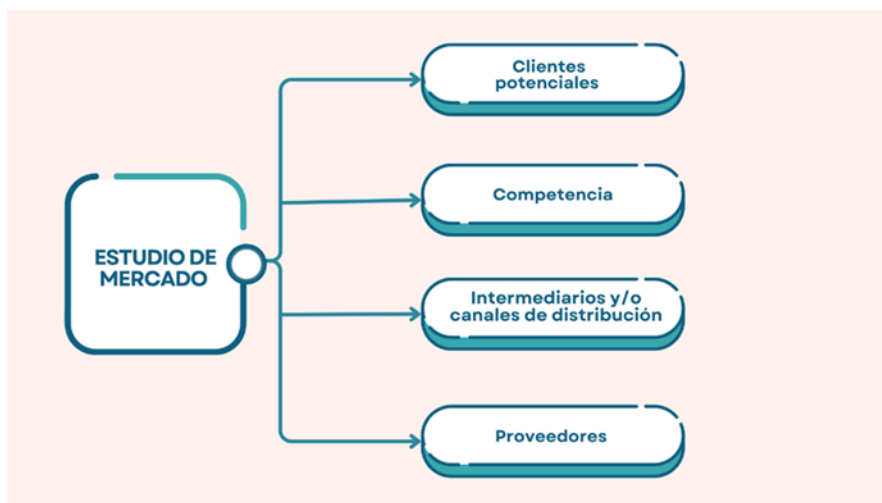 ESTUDIO DE
MERCADO
Clientes
potenciales
Competencia
Intermediarios y/o
canales de distribución
Proveedores